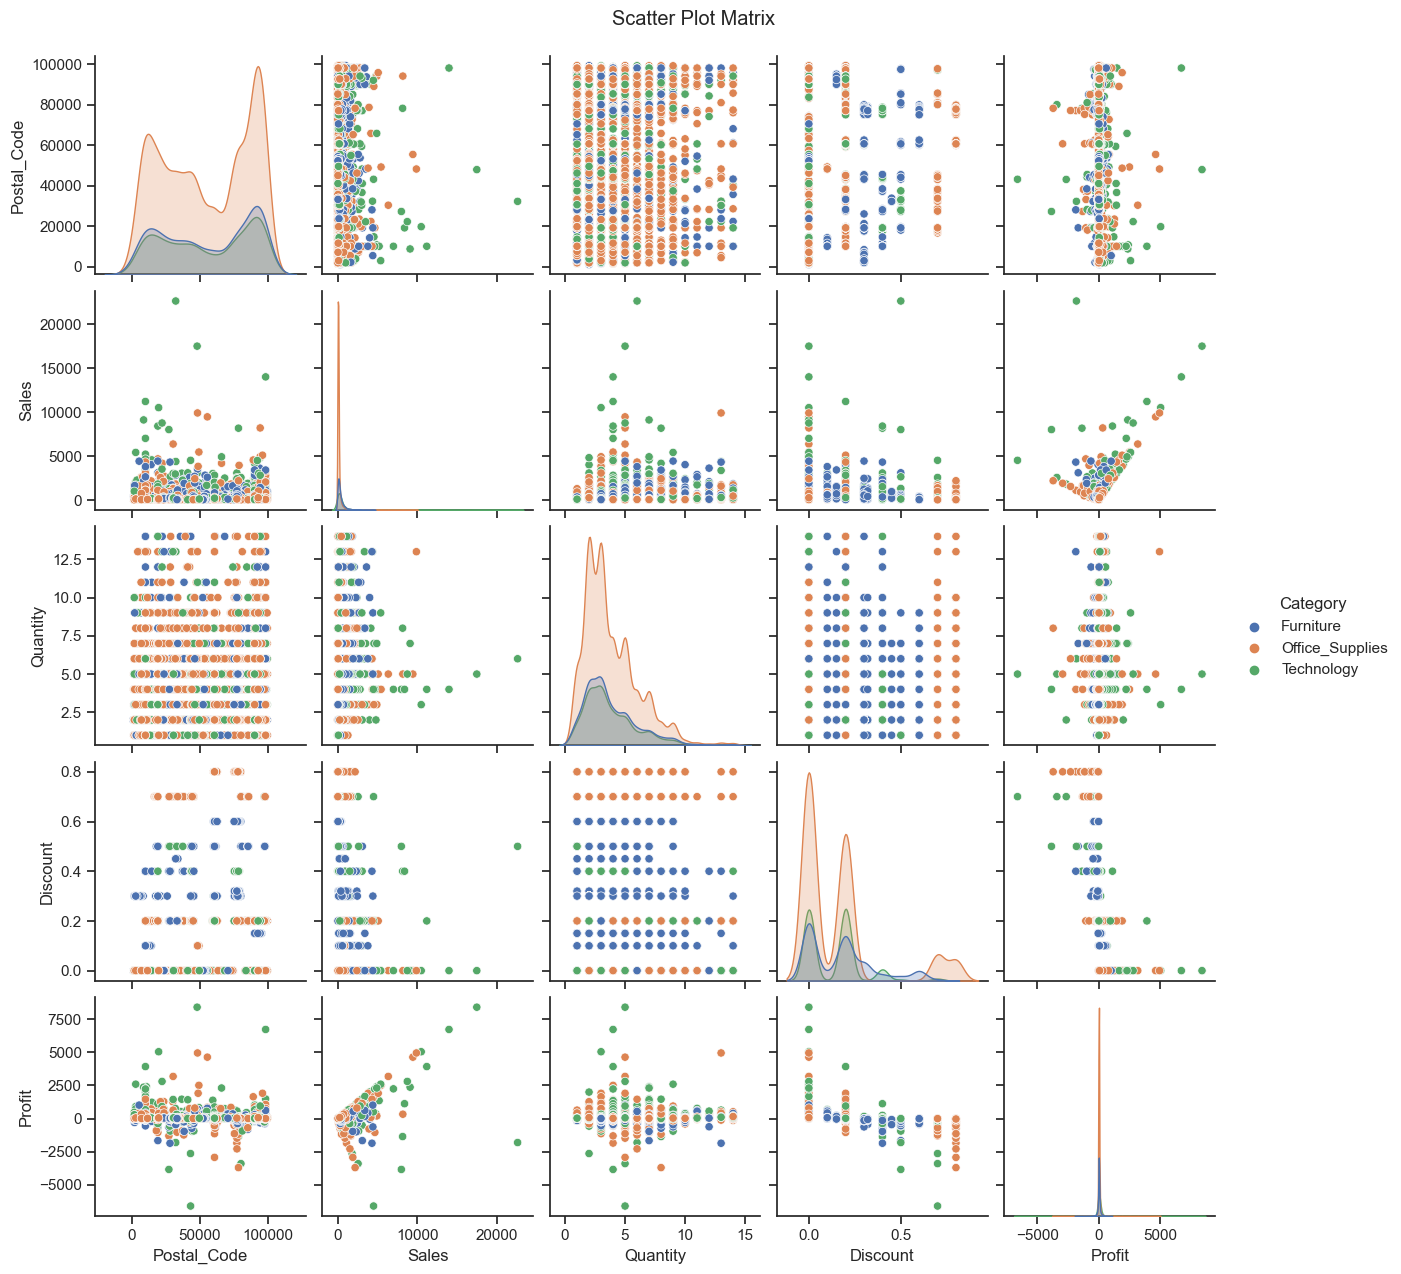 Scatter Plot Matrix
100000
80000
60000
40000
20000
0
Postal_Code
20000
15000
10000
5000
0
Sales
12.5
10.0
7.5
5.0
2.5
Quantity
Category
Furniture
Office_Supplies
Technology
0.8
0.6
0.4
0.2
0.0
Discount
7500
5000
2500
0
−2500
−5000
Profit
0 50000 100000 0 10000 20000 0 5 10 15 0.0 0.5 −5000 0 5000
Postal_Code Sales Quantity Discount Profit